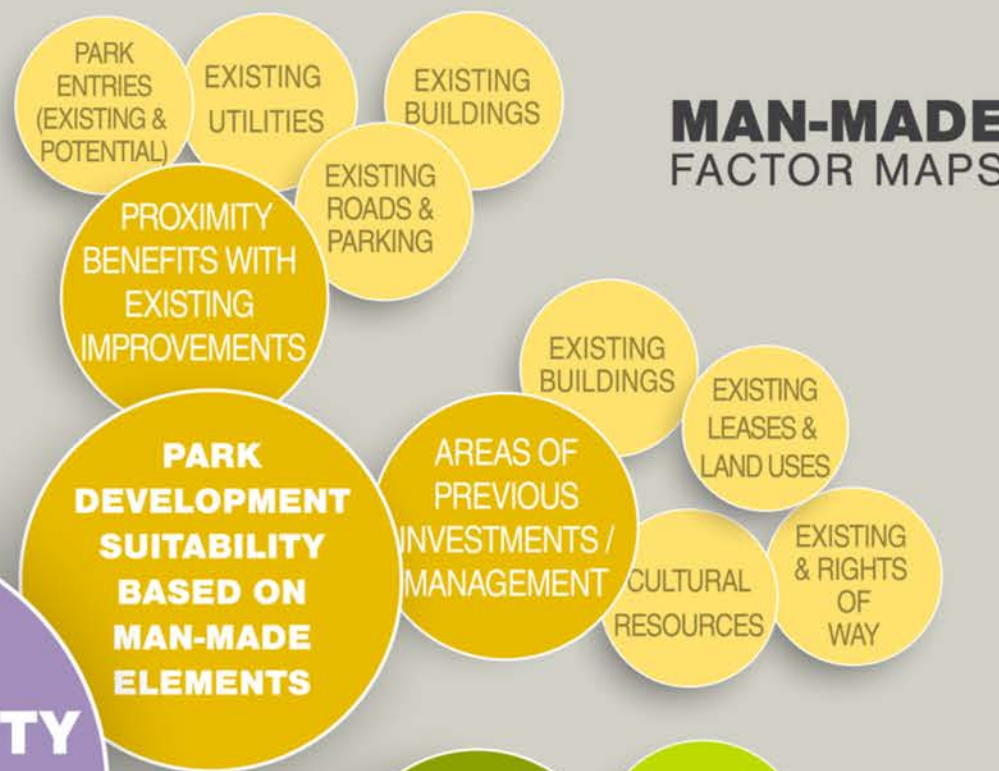 PARK
ENTRIES
(EXISTING &
POTENTIAL)
EXISTING
UTILITIES
EXISTING
BUILDINGS
MAN-MADE
FACTOR MAPS
EXISTING
ROADS &
PARKING
PROXIMITY
BENEFITS WITH
EXISTING
IMPROVEMENTS
EXISTING
BUILDINGS
EXISTING
LEASES &
LAND USES
PARK
DEVELOPMENT
SUITABILITY
BASED ON
MAN-MADE
ELEMENTS
AREAS OF
PREVIOUS
INVESTMENTS /
MANAGEMENT
CULTURAL
RESOURCES
EXISTING
& RIGHTS
OF
WAY
TY